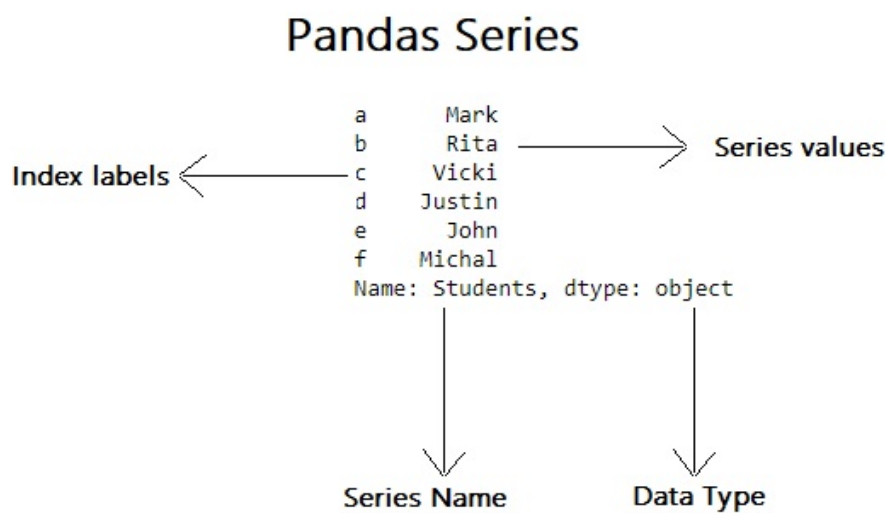 Pandas Series
a Mark
b Rita
Series values
Index labels
c Vicki
d Justin
e John
f Michal
Name: Students, dtype: object
Series Name
Data Type